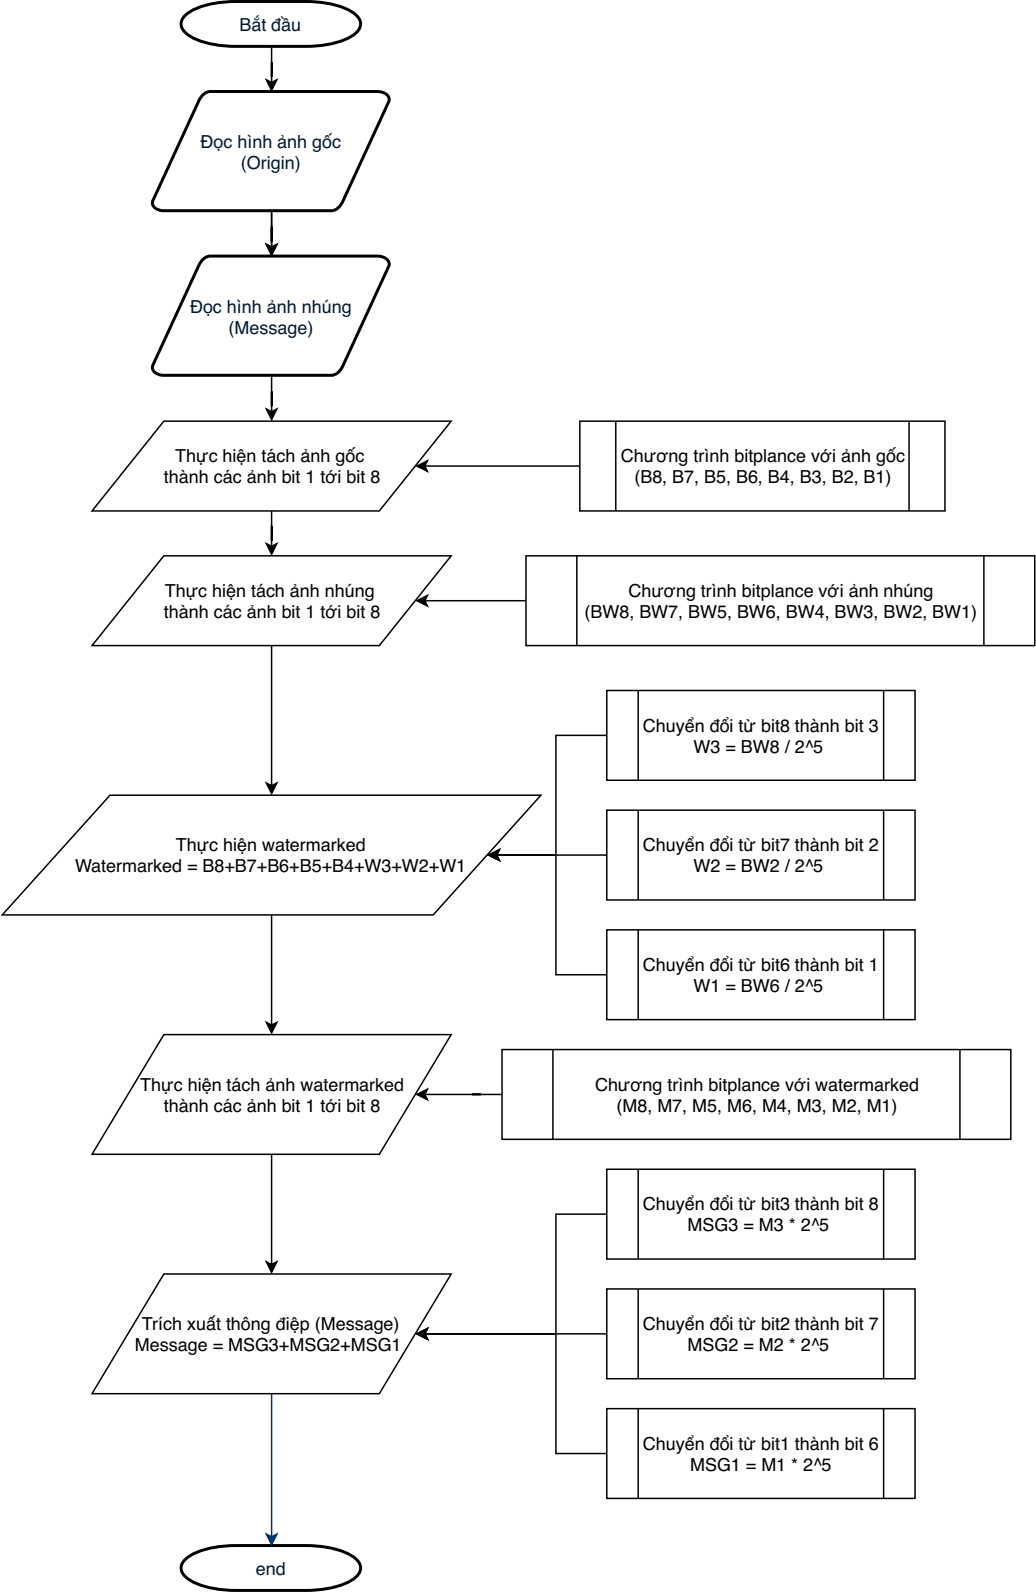 Bắt đầu
Đọc hình ảnh gốc
(Origin)
Đọc hình ảnh nhúng
(Message)
Thực hiện tách ảnh gốc
thành các ảnh bit 1 tới bit 8
Chương trình bitplance với ảnh gốc
(B8, B7, B5, B6, B4, B3, B2, B1)
Thực hiện tách ảnh nhúng
thành các ảnh bit 1 tới bit 8
Chương trình bitplance với ảnh nhúng
(BW8, BW7, BW5, BW6, BW4, BW3, BW2, BW1)
Chuyển đổi từ bit8 thành bit 3
W3 = BW8 / 2^5
Thực hiện watermarked
Watermarked = B8+B7+B6+B5+B4+W3+W2+W1
Chuyển đổi từ bit7 thành bit 2
W2 = BW2 / 2^5
Chuyển đổi từ bit6 thành bit 1
W1 = BW6 / 2^5
Thực hiện tách ảnh watermarked
thành các ảnh bit 1 tới bit 8
Chương trình bitplance với watermarked
(M8, M7, M5, M6, M4, M3, M2, M1)
Chuyển đổi từ bit3 thành bit 8
MSG3 = M3 * 2^5
Trích xuất thông điệp (Message)
Message = MSG3+MSG2+MSG1
Chuyển đổi từ bit2 thành bit 7
MSG2 = M2 * 2^5
Chuyển đổi từ bit1 thành bit 6
MSG1 = M1 * 2^5
end